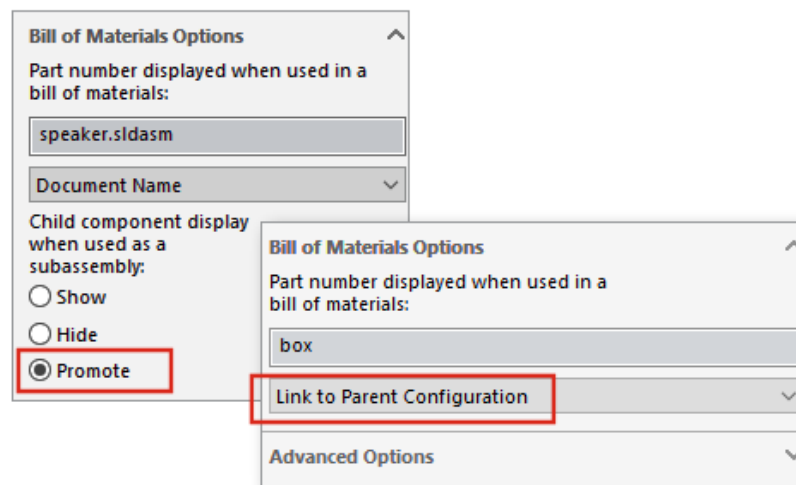 Bill of Materials Options
Part number displayed when used in a
bill of materials:
speaker.sldasm
Document Name
Child component display
when used as a
subassembly:
Show
Hide
Promote
Bill of Materials Options
Part number displayed when used in a
bill of materials:
box
Link to Parent Configuration
Advanced Options